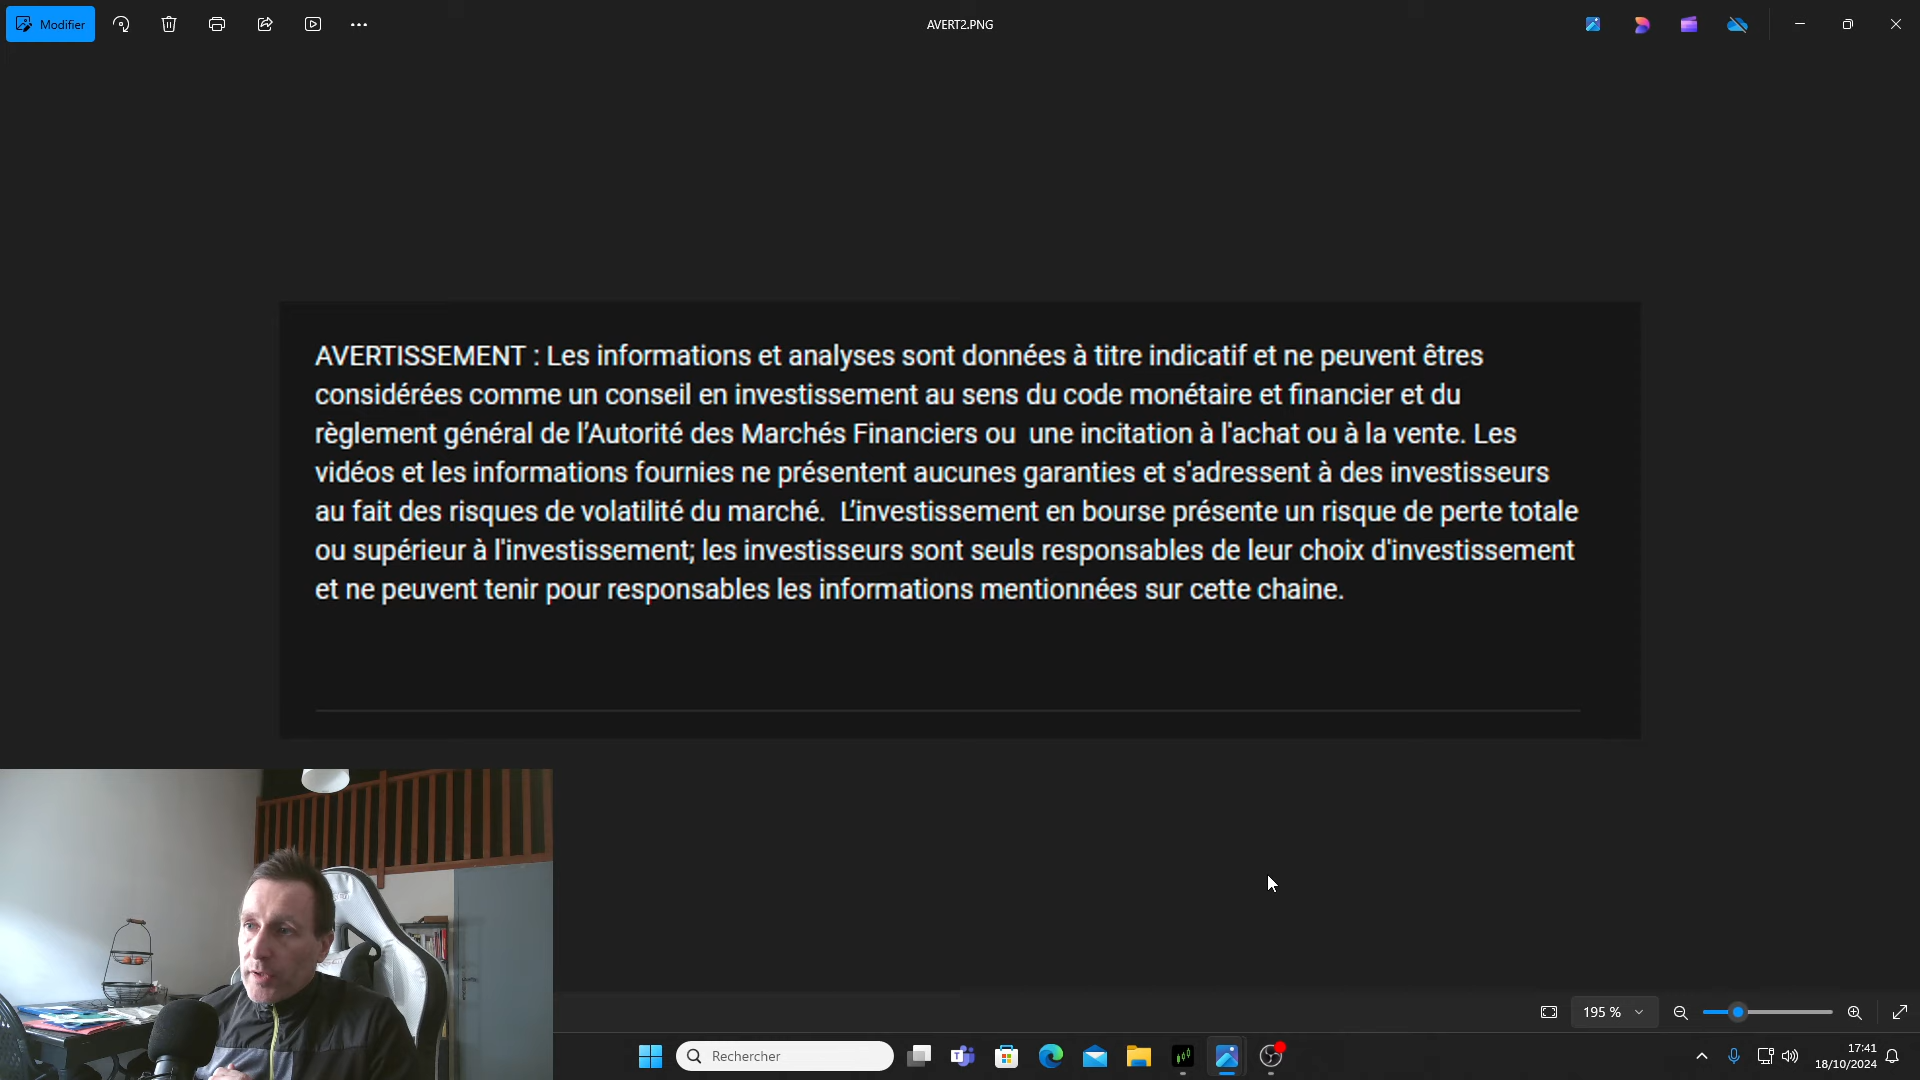 Modifier
AVERT2.PNG
AVERTISSEMENT : Les informations et analyses sont données à titre indicatif et ne peuvent êtres
considérées comme un conseil en investissement au sens du code monétaire et financier et du
règlement général de l’Autorité des Marchés Financiers ou  une incitation à l'achat ou à la vente. Les
vidéos et les informations fournies ne présentent aucunes garanties et s'adressent à des investisseurs
au fait des risques de volatilité du marché.  L’investissement en bourse présente un risque de perte totale
ou supérieur à l'investissement; les investisseurs sont seuls responsables de leur choix d'investissement
et ne peuvent tenir pour responsables les informations mentionnées sur cette chaine.
195 %
Rechercher
17:41
18/10/2024